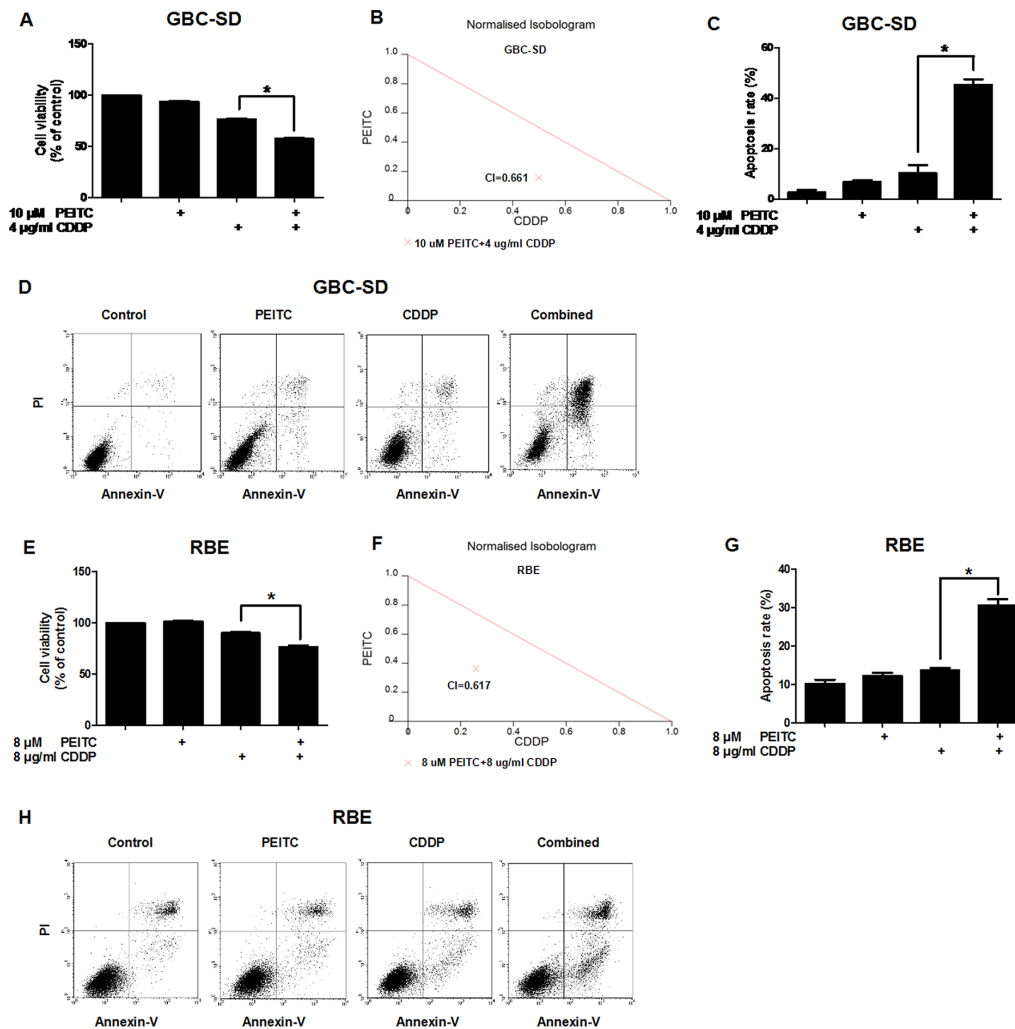 A
GBC-SD
150
100
50
0
Cell viability
(% of control)
*
10 µM PEITC + +
4 µg/ml CDDP + +
B
Normalised Isobologram
GBC-SD
1.0
0.8
0.6
0.4
0.2
0
PEITC
CI=0.661
0 0.2 0.4 0.6 0.8 1.0
CDDP
10 uM PEITC+4 ug/ml CDDP
C
GBC-SD
60
40
20
0
Apoptosis rate (%)
*
10 µM PEITC + +
4 µg/ml CDDP + +
D
GBC-SD
Control PEITC CDDP Combined
PI
Annexin-V Annexin-V Annexin-V Annexin-V
E
RBE
150
100
50
0
Cell viability
(% of control)
*
8 µM PEITC + +
8 µg/ml CDDP + +
F
Normalised Isobologram
RBE
1.0
0.8
0.6
0.4
0.2
0
PEITC
CI=0.617
0 0.2 0.4 0.6 0.8 1.0
CDDP
8 uM PEITC+8 ug/ml CDDP
G
RBE
40
30
20
10
0
Apoptosis rate (%)
*
8 µM PEITC + +
8 µg/ml CDDP + +
H
RBE
Control PEITC CDDP Combined
PI
Annexin-V Annexin-V Annexin-V Annexin-V